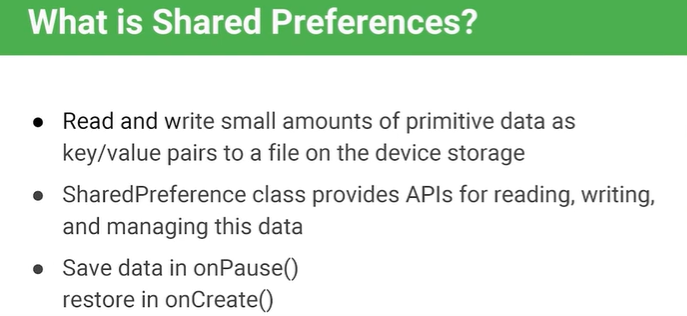 What is Shared Preferences?
● Read and write small amounts of primitive data as
key/value pairs to a file on the device storage
● SharedPreference class provides APIs for reading, writing,
and managing this data
● Save data in onPause()
restore in onCreate()